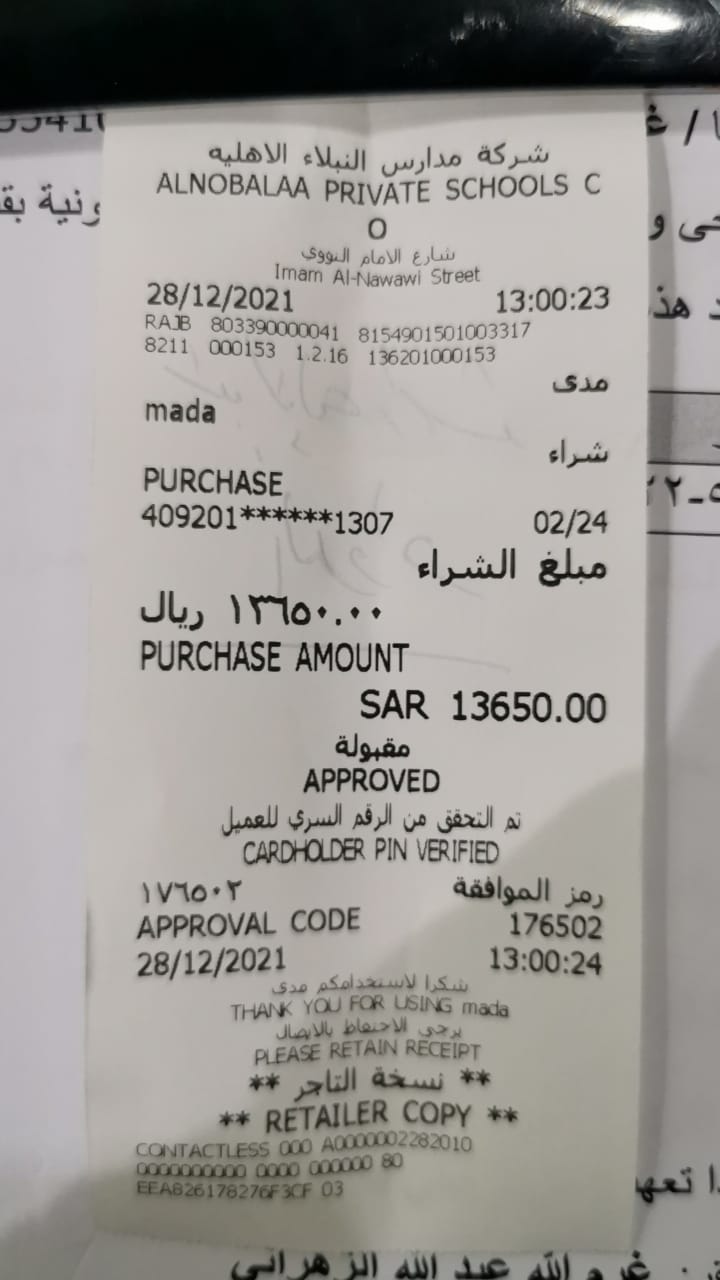 شركة مدارس النبلاء الاهليه
ALNOBALAA PRIVATE SCHOOLS C
O
شارع الامام النووي
Imam Al-Nawawi Street
28/12/2021 13:00:23
RAJB 803390000041 8154901501003317
8211 000153 1.2.16 136201000153
مدى
mada
شراء
PURCHASE
409201******1307 02/24
مبلغ الشراء
١٣٦٥٠.٠٠ ريال
PURCHASE AMOUNT
SAR 13650.00
مقبولة
APPROVED
تم التحقق من الرقم السري للعميل
CARDHOLDER PIN VERIFIED
رمز الموافقة ١٧٦٥٠٢
APPROVAL CODE 176502
28/12/2021 13:00:24
شكرا لاستخدامكم مدى
THANK YOU FOR USING mada
يرجى الاحتفاظ بالايصال
PLEASE RETAIN RECEIPT
** نسخة التاجر **
** RETAILER COPY **
CONTACTLESS 000 A0000002282010
0000000000 0000 000000 80
EEA826178276F3CF 03
غرم الله عبد الله الزهراني